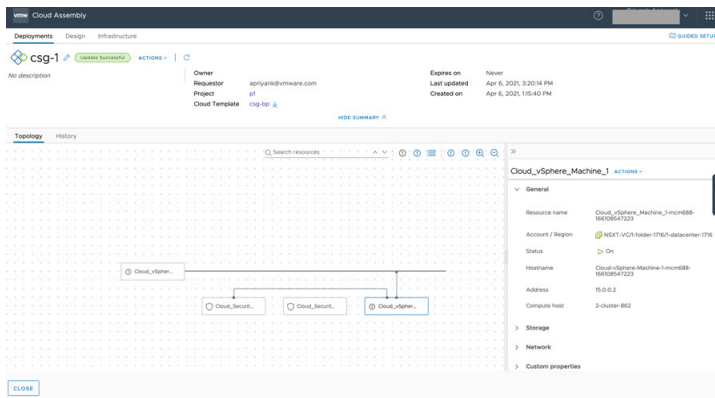 vmw Cloud Assembly
Deployments Design Infrastructure
GUIDED SETUP
csg-1 Update Successful ACTIONS
No description
Owner
Requestor apriyank@vmware.com
Project p1
Cloud Template csg-bp
Expires on Never
Last updated Apr 6, 2021, 3:20:14 PM
Created on Apr 6, 2021, 1:15:40 PM
HIDE SUMMARY
Topology History
Search resources
Cloud_vSpher...
Cloud_Securit...
Cloud_Securit...
Cloud_vSpher...
Cloud_vSphere_Machine_1 ACTIONS
General
Resource name Cloud_vSphere_Machine_1-mcm688-
166108547223
Account / Region NSXT-VC/1-folder-1716/1-datacenter-1716
Status On
Hostname Cloud-vSphere-Machine-1-mcm688-
166108547223
Address 15.0.0.2
Compute host 2-cluster-862
Storage
Network
Custom properties
CLOSE